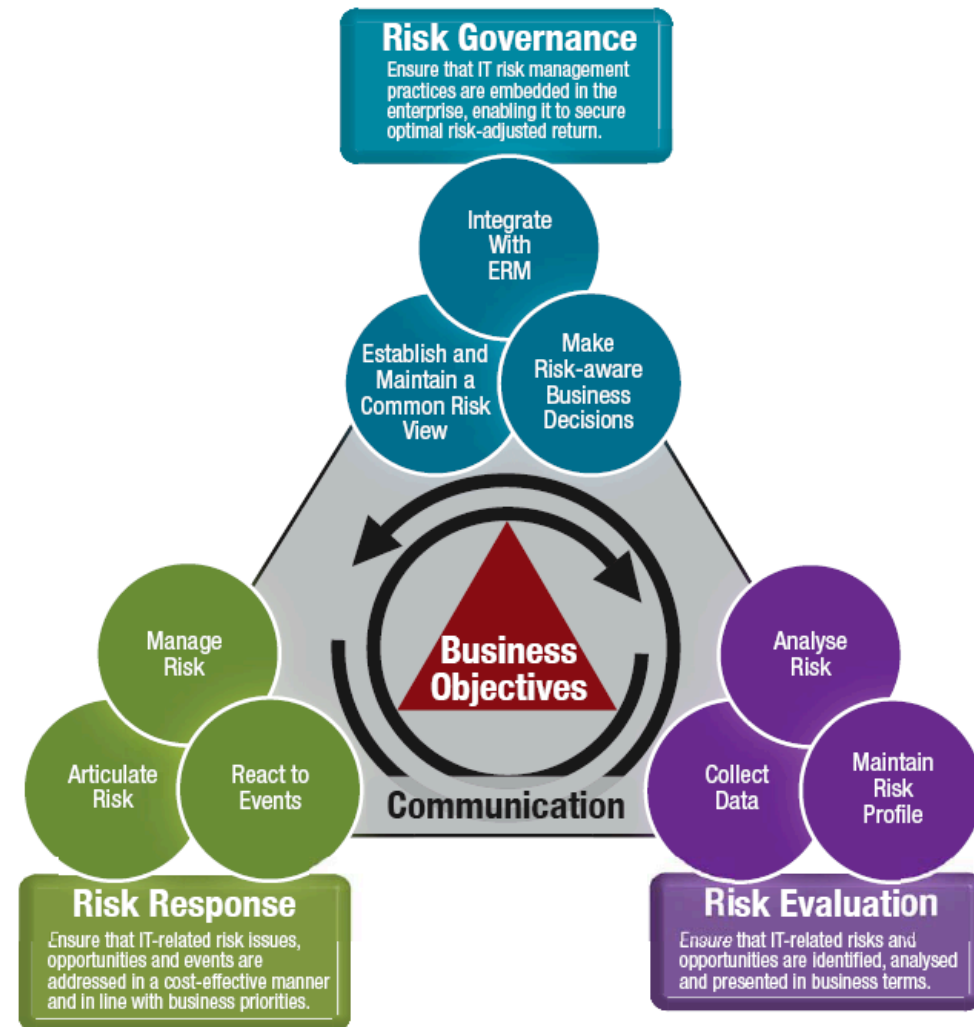 Risk Governance
Ensure that IT risk management
practices are embedded in the
enterprise, enabling it to secure
optimal risk-adjusted return.
Integrate
With
ERM
Establish and
Maintain a
Common Risk
View
Make
Risk-aware
Business
Decisions
Business
Objectives
Communication
Manage
Risk
Articulate
Risk
React to
Events
Risk Response
Ensure that IT-related risk issues,
opportunities and events are
addressed in a cost-effective manner
and in line with business priorities.
Analyse
Risk
Collect
Data
Maintain
Risk
Profile
Risk Evaluation
Ensure that IT-related risks and
opportunities are identified, analysed
and presented in business terms.